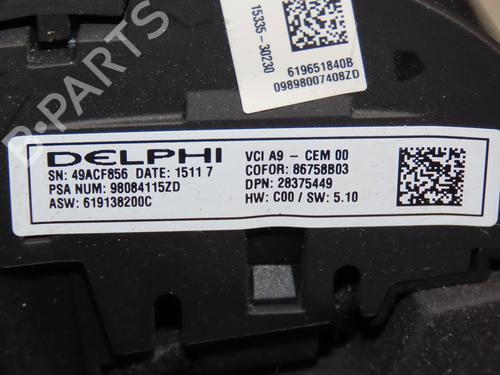 B-PARTS
15335-30230
619651840B
09898007408ZD
DELPHI
SN: 49ACF856 DATE: 1511 7
PSA NUM: 98084115ZD
ASW: 619138200C
VCI A9 - CEM 00
COFOR: 86758B03
DPN: 28375449
HW: C00 / SW: 5.10